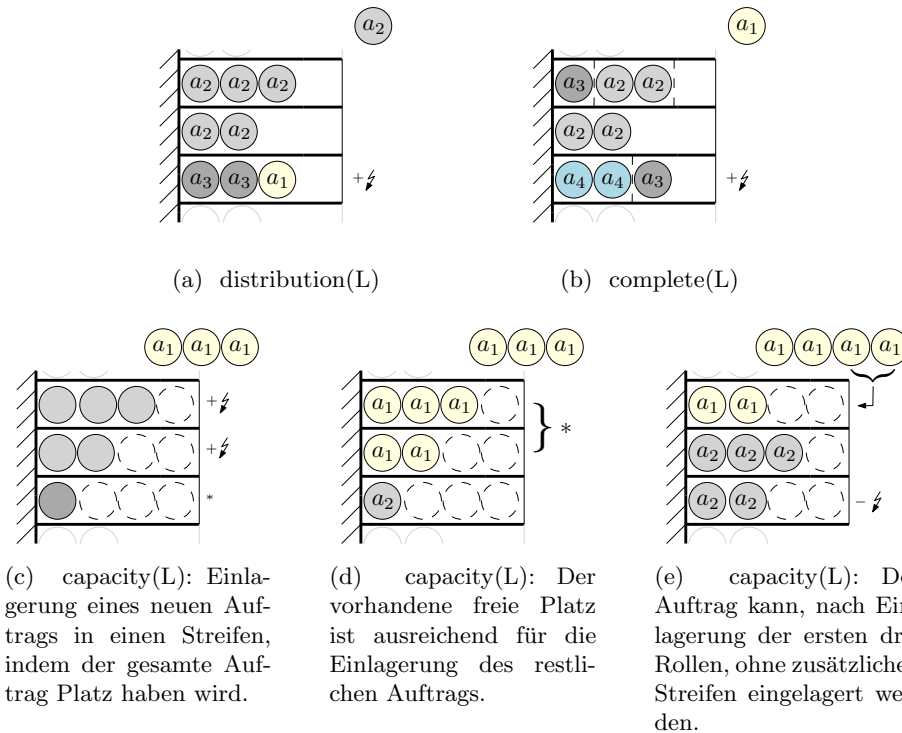 a2
a1
a2 a2 a2
a3 a2 a2
a2 a2
a2 a2
a3 a3 a1 +
a4 a4 a3 +
(a) distribution(L)
(b) complete(L)
a1 a1 a1
a1 a1 a1
a1 a1 a1 a1
+
a1 a1 a1
a1 a1
+
a1 a1
} *
a2 a2 a2
*
a2
a2 a2 −
(c) capacity(L): Einla-
gerung eines neuen Auf-
trags in einen Streifen,
indem der gesamte Auf-
trag Platz haben wird.
(d) capacity(L): Der
vorhandene freie Platz
ist ausreichend für die
Einlagerung des restli-
chen Auftrags.
(e) capacity(L):
Auftrag kann, nach Ein
lagerung der ersten
Rollen, ohne
Streifen eingelagert we
den.